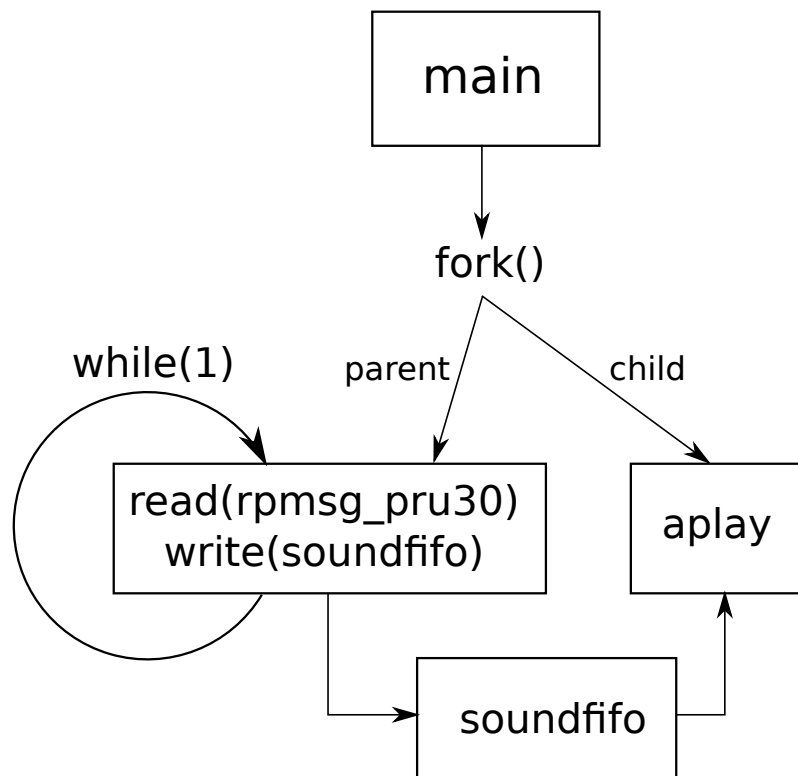 main
fork()
while(1)
parent
child
read(rpmsg_pru30)
write(soundfifo)
aplay
soundfifo